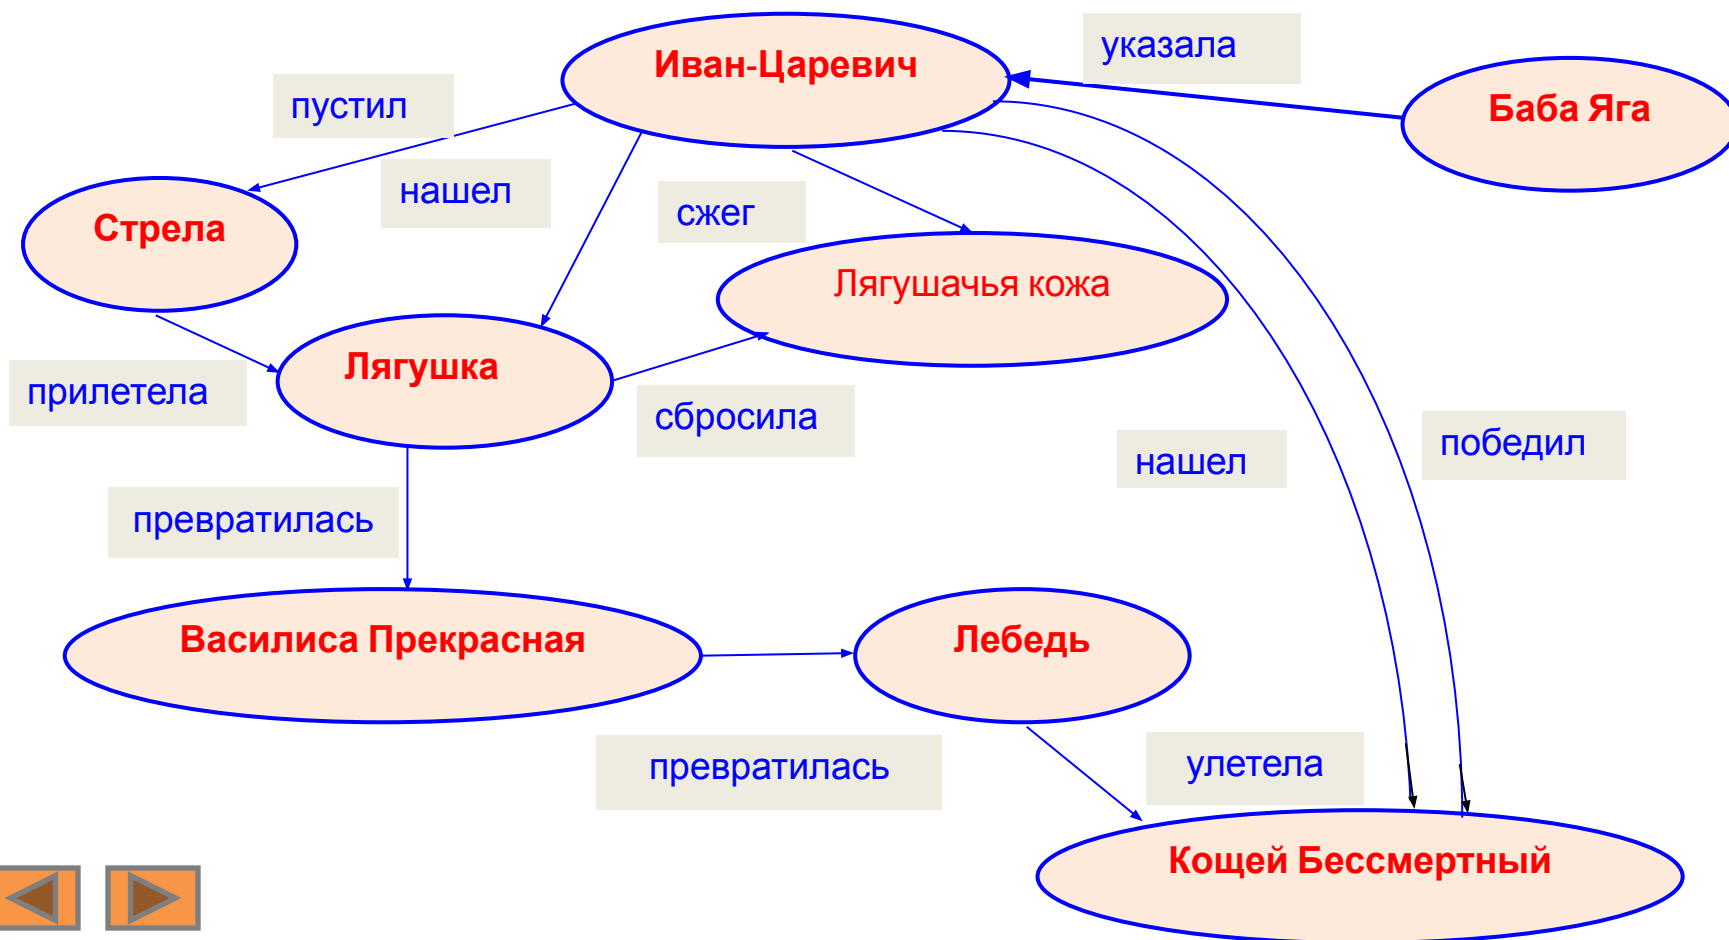 Иван-Царевич
указала
Баба Яга
пустил
нашел
сжег
Стрела
Лягушачья кожа
Лягушка
прилетела
сбросила
нашел
победил
превратилась
Василиса Прекрасная
Лебедь
превратилась
улетела
Кощей Бессмертный